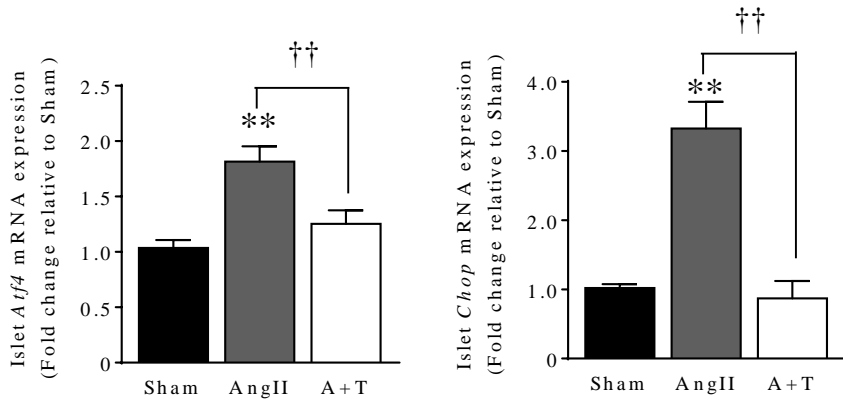 Islet Atf4 mRNA expression
(Fold change relative to Sham)
2.5
2.0
1.5
1.0
0.5
0
††
**
Sham AngII A+T
Islet Chop mRNA expression
(Fold change relative to Sham)
4.0
3.0
2.0
1.0
0
††
**
Sham AngII A+T